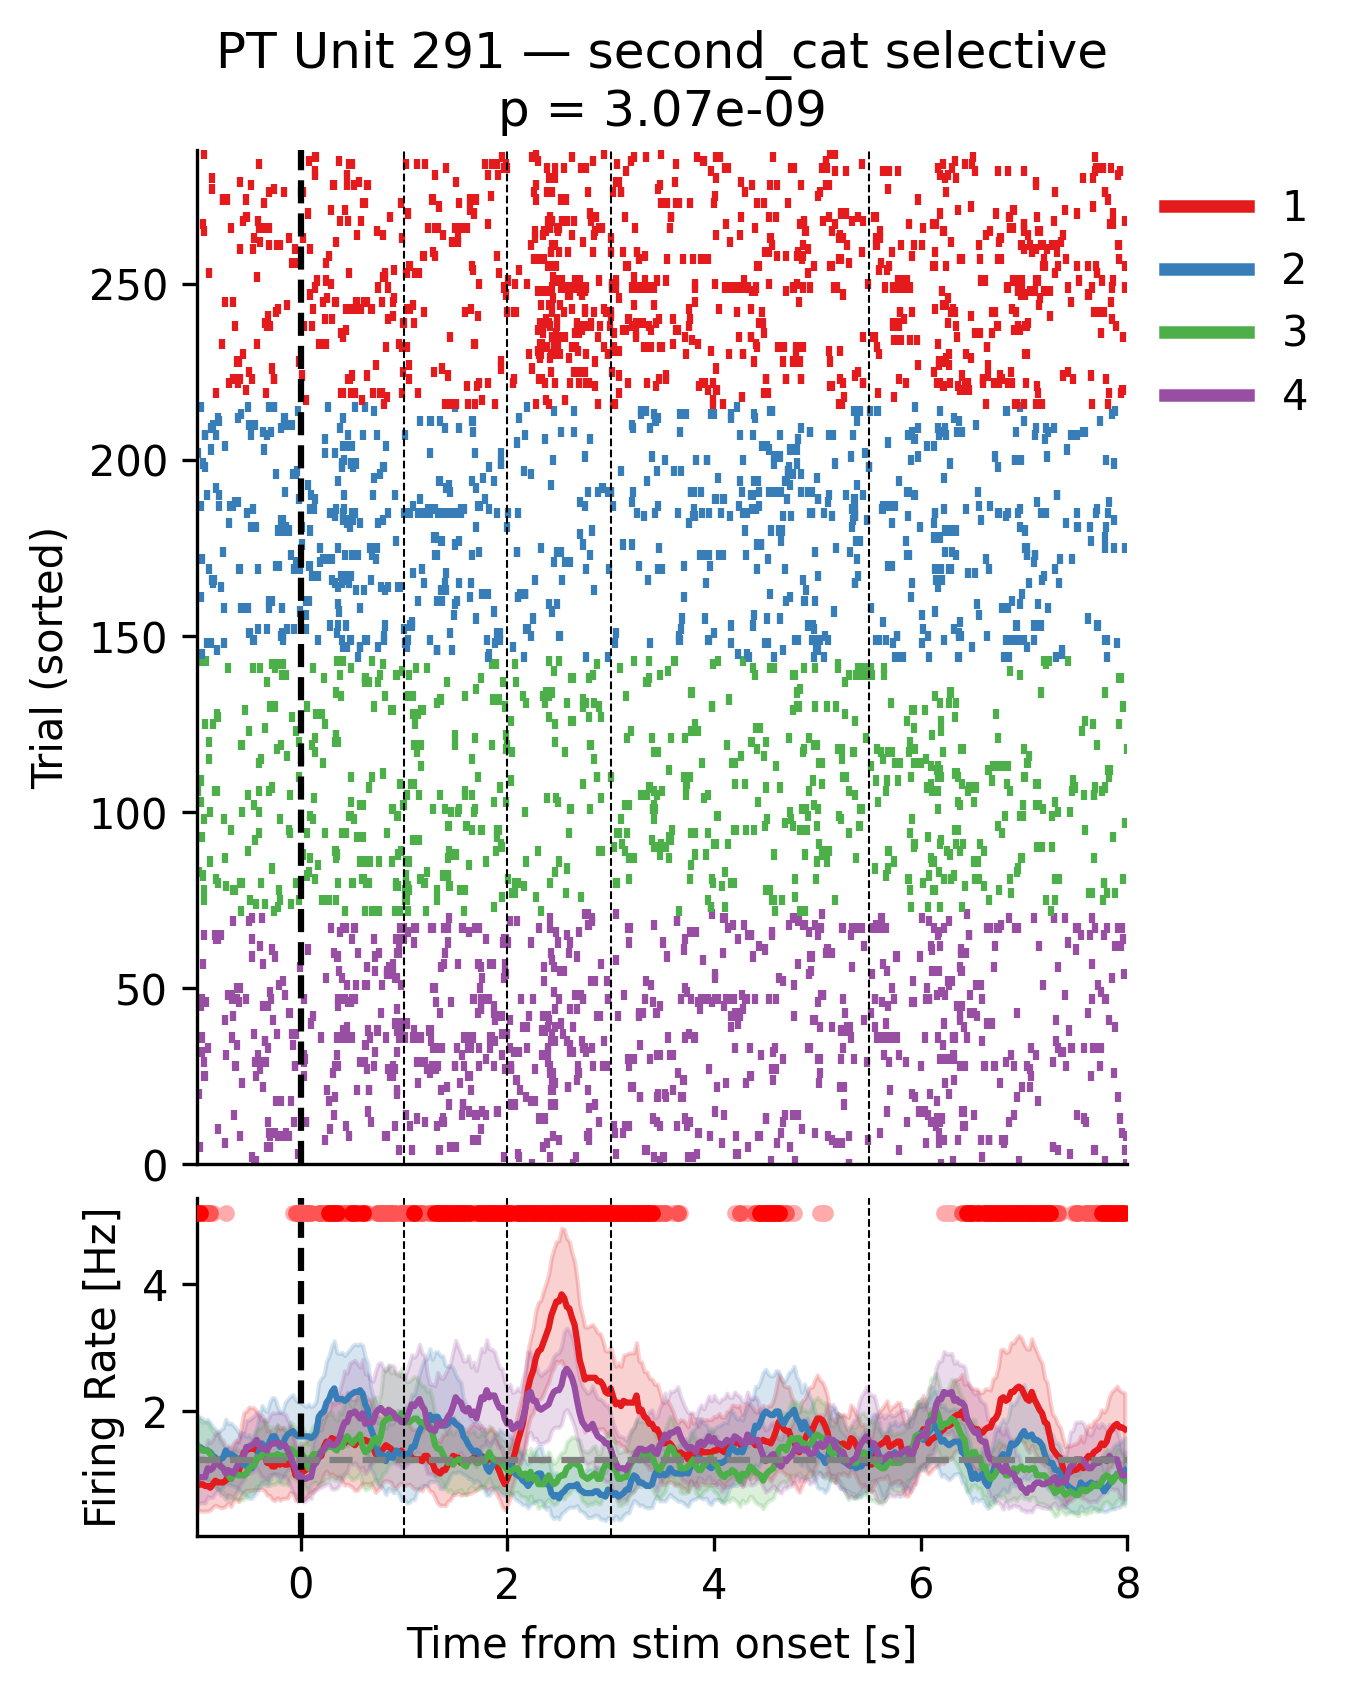 PT Unit 291 — second_cat selective
p = 3.07e-09
1
2
3
4
250
200
150
100
50
0
Trial (sorted)
4
2
Firing Rate [Hz]
0 2 4 6 8
Time from stim onset [s]